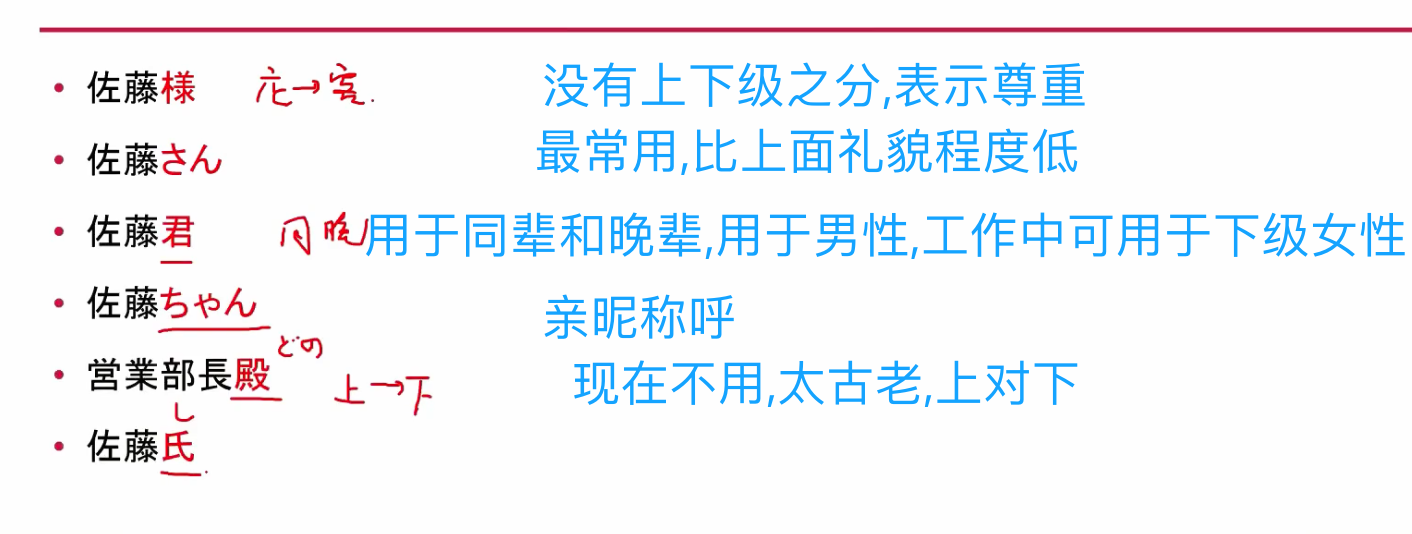 • 佐藤様 店→客. 没有上下级之分,表示尊重
• 佐藤さん 最常用,比上面礼貌程度低
• 佐藤君 同晚 用于同辈和晚辈,用于男性,工作中可用于下级女性
• 佐藤ちゃん 亲昵称呼
どの
• 営業部長殿 上→下 现在不用,太古老,上对下
し
• 佐藤氏